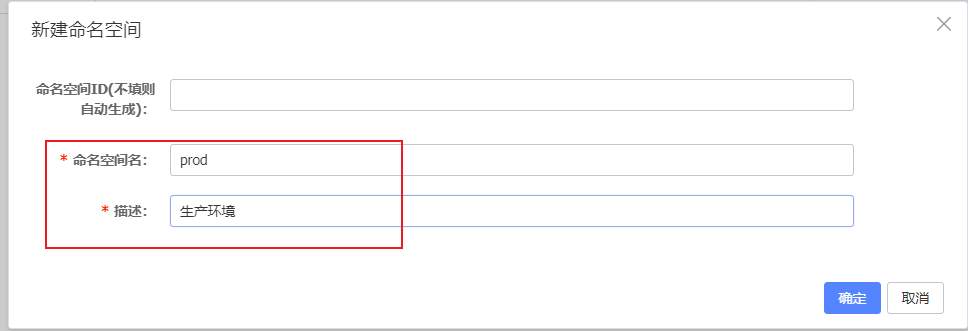 新建命名空间
命名空间ID(不填则
自动生成):
* 命名空间名: prod
* 描述: 生产环境
确定 取消